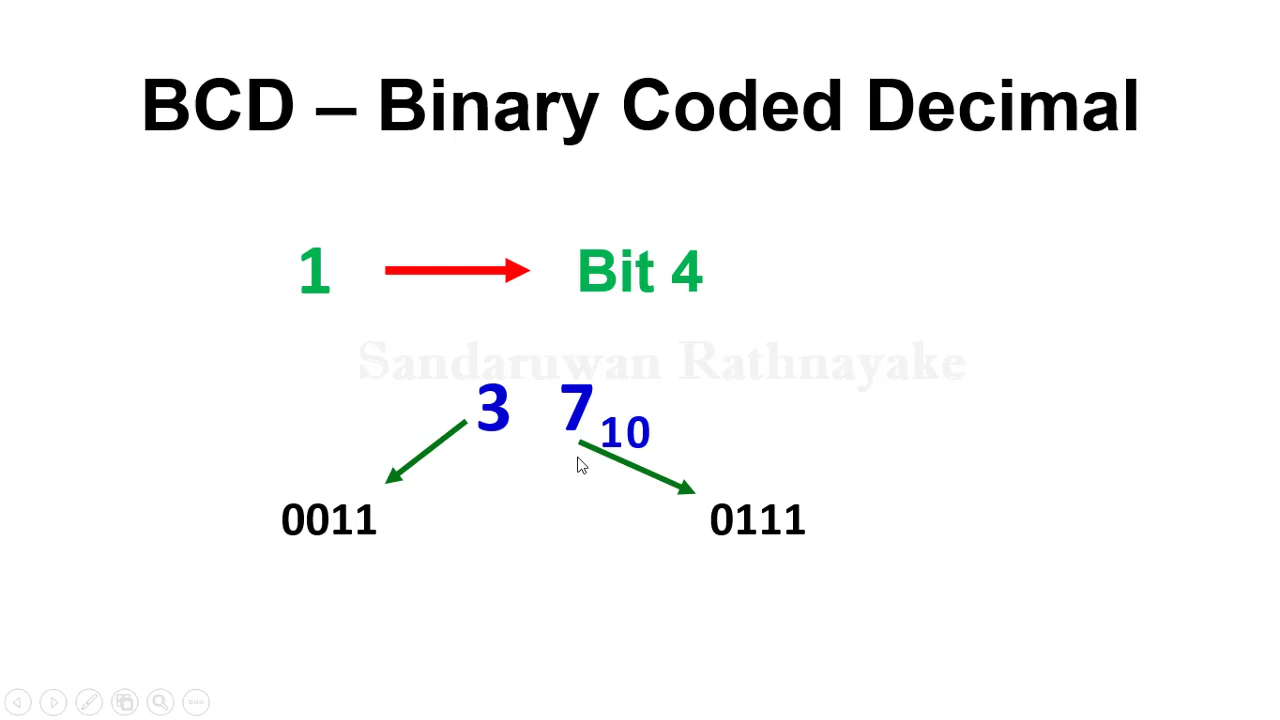 BCD – Binary Coded Decimal
1 Bit 4
Sandaruwan Rathnayake
3 7 10
0011 0111